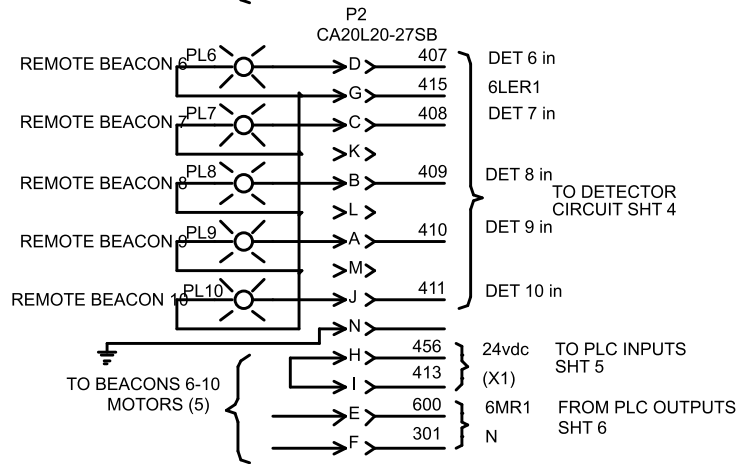 P2
CA20L20-27SB
REMOTE BEACON 6 PL6 D 407 DET 6 in
G 415 6LER1
REMOTE BEACON 7 PL7 C 408 DET 7 in
K
REMOTE BEACON 8 PL8 B 409 DET 8 in
TO DETECTOR
CIRCUIT SHT 4
L
REMOTE BEACON 9 PL9 A 410 DET 9 in
M
REMOTE BEACON 10 PL10 J 411 DET 10 in
N
H 456 24vdc TO PLC INPUTS
SHT 5
I 413 (X1)
TO BEACONS 6-10
MOTORS (5)
E 600 6MR1 FROM PLC OUTPUTS
SHT 6
F 301 N